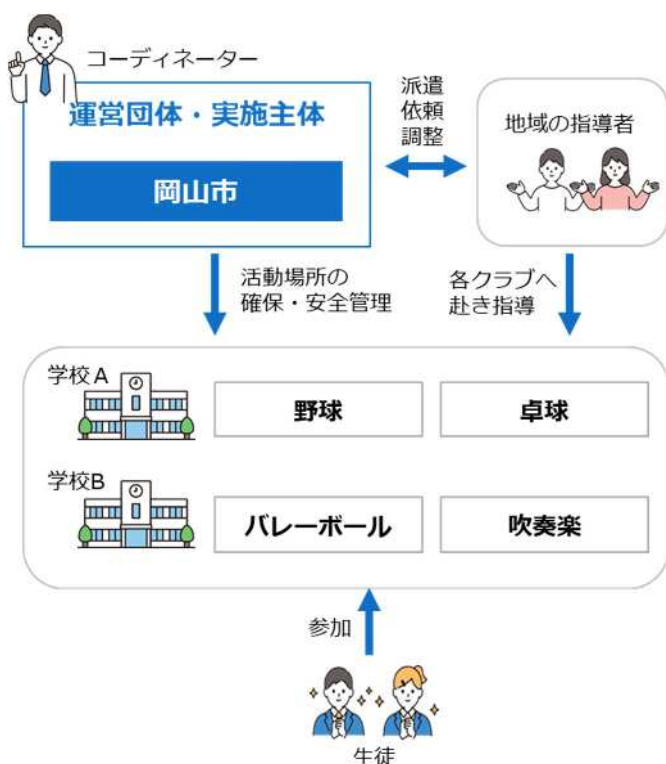 コーディネーター
運営団体・実施主体
岡山市
派遣
依頼
調整
地域の指導者
活動場所の
確保・安全管理
各クラブへ
赴き指導
学校A
野球
卓球
学校B
バレーボール
吹奏楽
参加
生徒